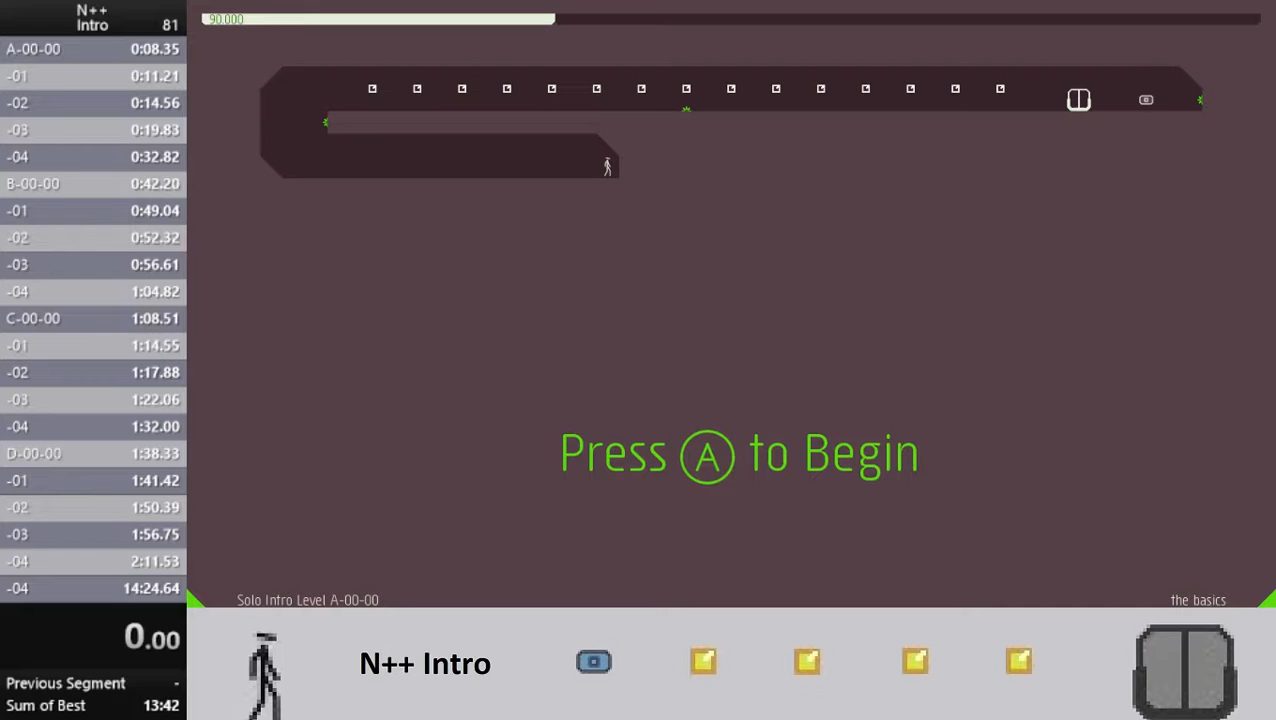 N++
Intro 81
A-00-00 0:08.35
-01 0:11.21
-02 0:14.56
-03 0:19.83
-04 0:32.82
B-00-00 0:42.20
-01 0:49.04
-02 0:52.32
-03 0:56.61
-04 1:04.82
C-00-00 1:08.51
-01 1:14.55
-02 1:17.88
-03 1:22.06
-04 1:32.00
D-00-00 1:38.33
-01 1:41.42
-02 1:50.39
-03 1:56.75
-04 2:11.53
-04 14:24.64
0.00
Previous Segment -
Sum of Best 13:42
90.000
Press A to Begin
Solo Intro Level A-00-00
the basics
N++ Intro